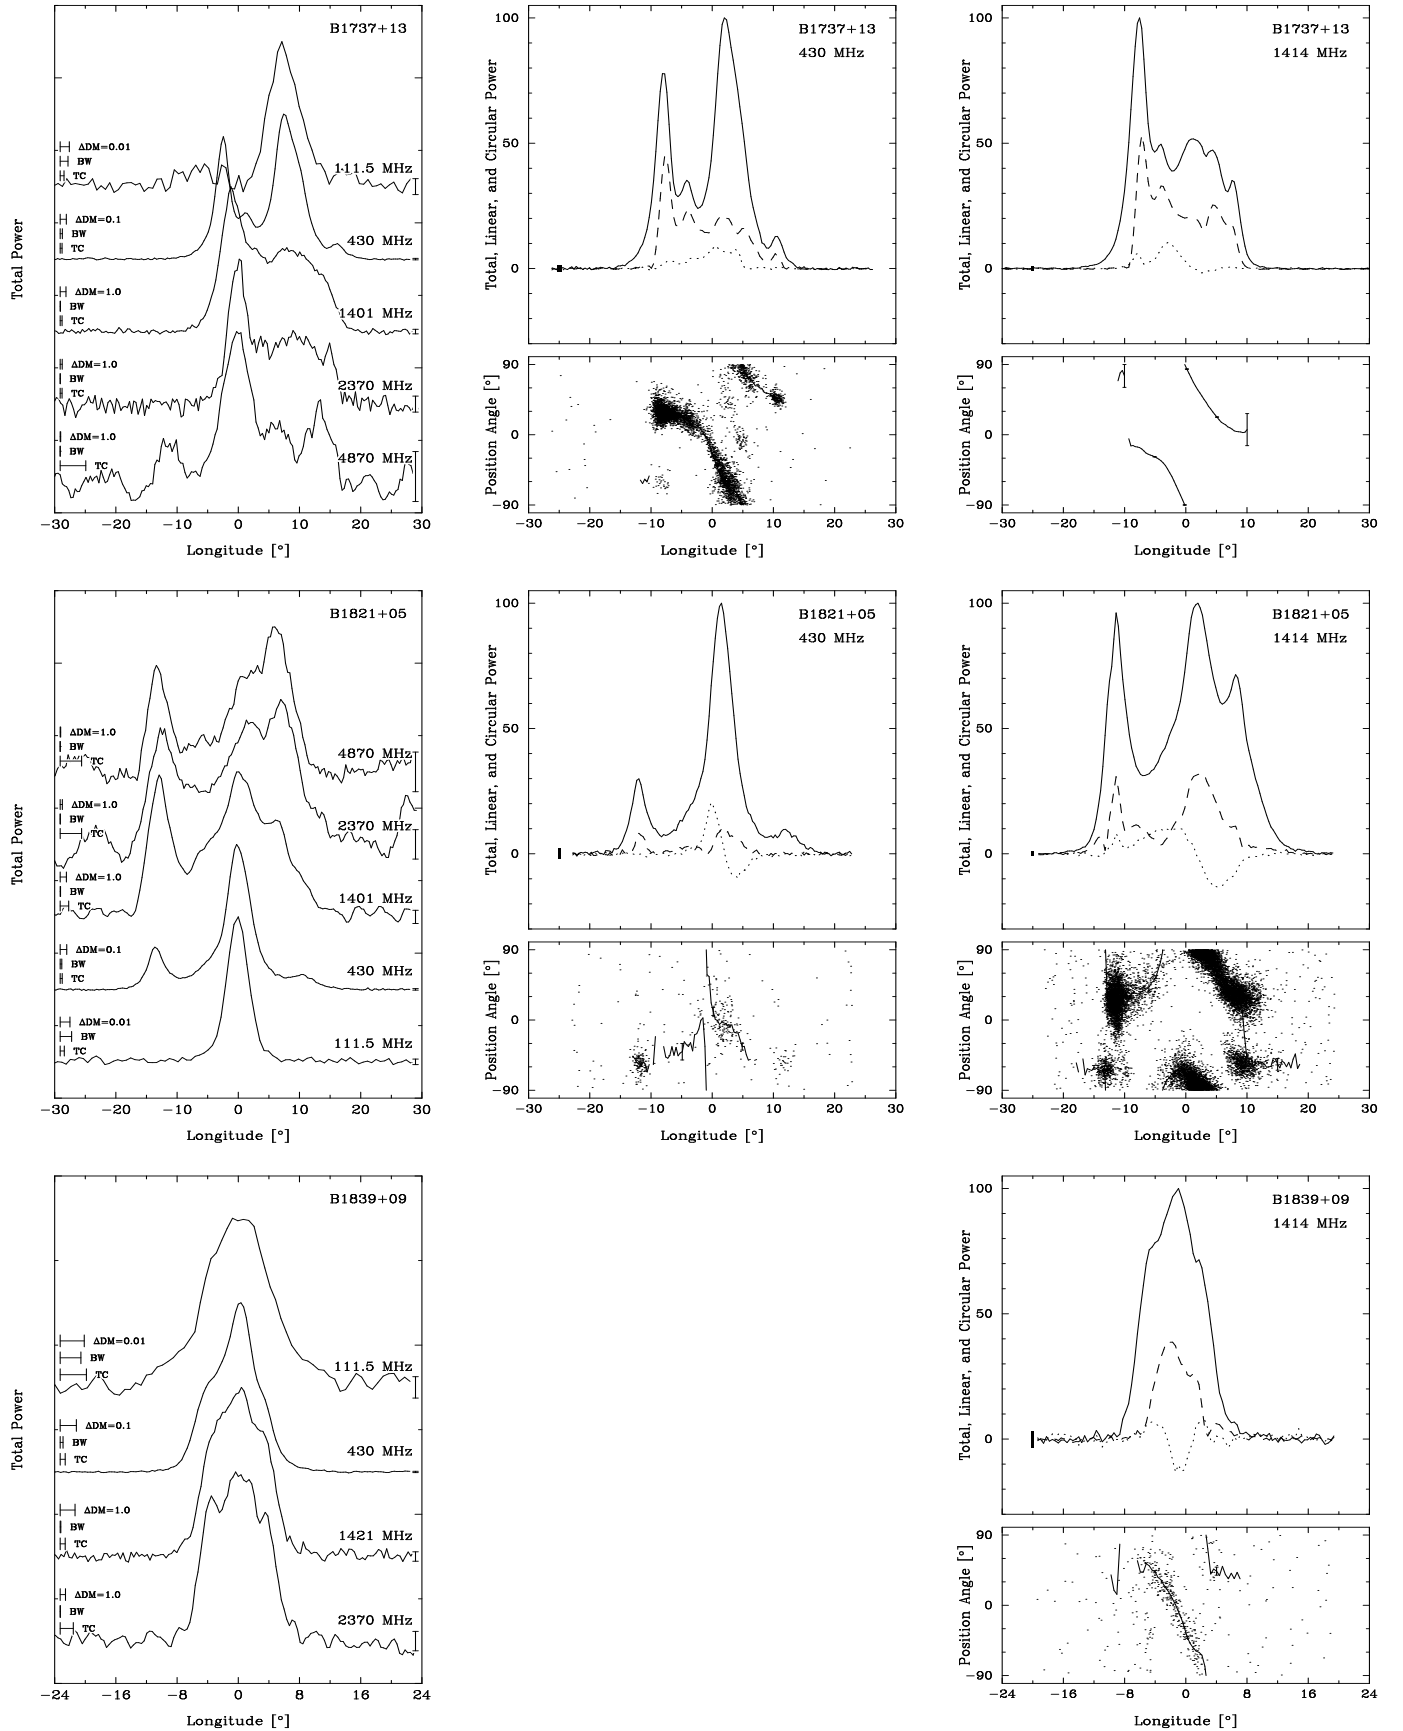 B1737+13
ΔDM=0.01
BW
TC
111.5 MHz
ΔDM=0.1
BW
TC
430 MHz
ΔDM=1.0
BW
TC
1401 MHz
ΔDM=1.0
BW
TC
2370 MHz
ΔDM=1.0
BW
TC
4870 MHz
Total Power
−30 −20 −10 0 10 20 30
Longitude [°]
B1737+13
430 MHz
100
50
0
Total, Linear, and Circular Power
90
0
−90
Position Angle [°]
−30 −20 −10 0 10 20 30
Longitude [°]
B1737+13
1414 MHz
100
50
0
Total, Linear, and Circular Power
90
0
−90
Position Angle [°]
−30 −20 −10 0 10 20 30
Longitude [°]
B1821+05
ΔDM=1.0
BW
TC
4870 MHz
ΔDM=1.0
BW
TC
2370 MHz
ΔDM=1.0
BW
TC
1401 MHz
ΔDM=0.1
BW
TC
430 MHz
ΔDM=0.01
BW
TC
111.5 MHz
Total Power
−30 −20 −10 0 10 20 30
Longitude [°]
B1821+05
430 MHz
100
50
0
Total, Linear, and Circular Power
90
0
−90
Position Angle [°]
−30 −20 −10 0 10 20 30
Longitude [°]
B1821+05
1414 MHz
100
50
0
Total, Linear, and Circular Power
90
0
−90
Position Angle [°]
−30 −20 −10 0 10 20 30
Longitude [°]
B1839+09
ΔDM=0.01
BW
TC
111.5 MHz
ΔDM=0.1
BW
TC
430 MHz
ΔDM=1.0
BW
TC
1421 MHz
ΔDM=1.0
BW
TC
2370 MHz
Total Power
−24 −16 −8 0 8 16 24
Longitude [°]
B1839+09
1414 MHz
100
50
0
Total, Linear, and Circular Power
90
0
−90
Position Angle [°]
−24 −16 −8 0 8 16 24
Longitude [°]